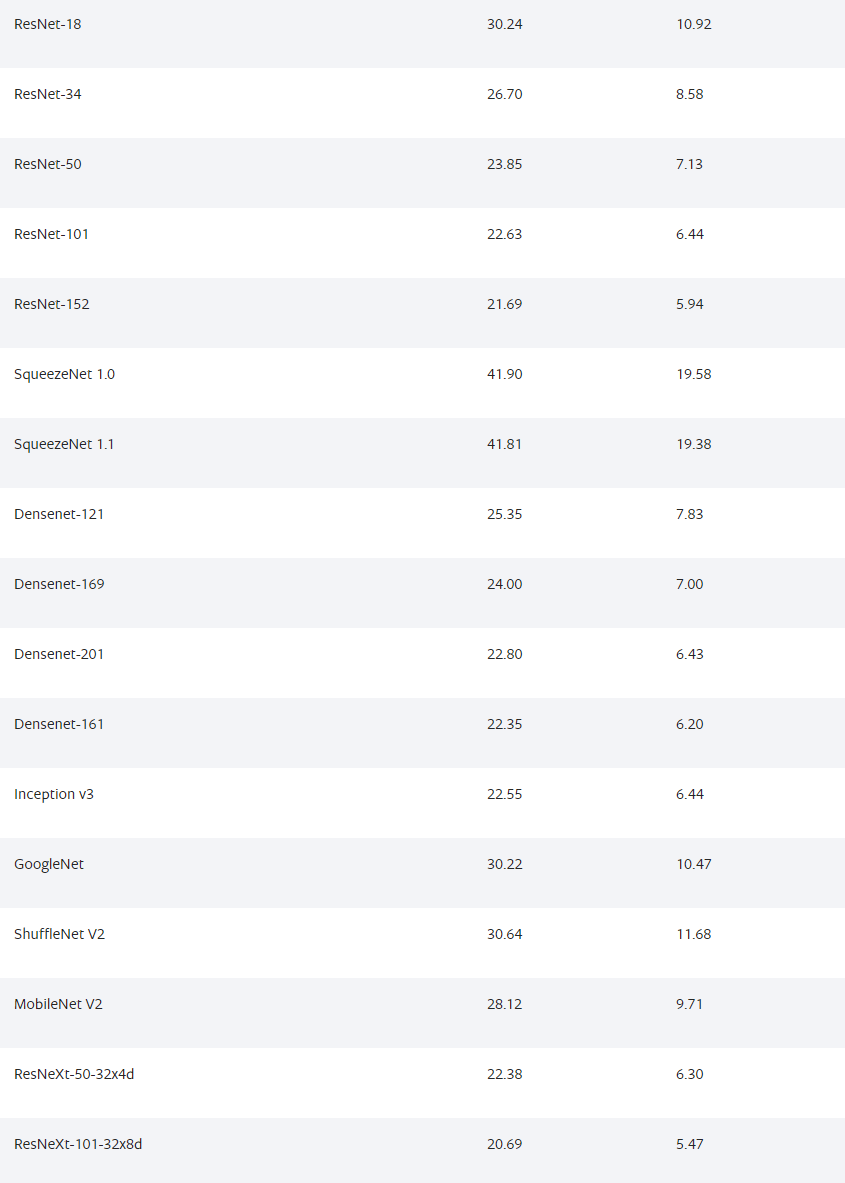 ResNet-18 30.24 10.92
ResNet-34 26.70 8.58
ResNet-50 23.85 7.13
ResNet-101 22.63 6.44
ResNet-152 21.69 5.94
SqueezeNet 1.0 41.90 19.58
SqueezeNet 1.1 41.81 19.38
Densenet-121 25.35 7.83
Densenet-169 24.00 7.00
Densenet-201 22.80 6.43
Densenet-161 22.35 6.20
Inception v3 22.55 6.44
GoogleNet 30.22 10.47
ShuffleNet V2 30.64 11.68
MobileNet V2 28.12 9.71
ResNeXt-50-32x4d 22.38 6.30
ResNeXt-101-32x8d 20.69 5.47